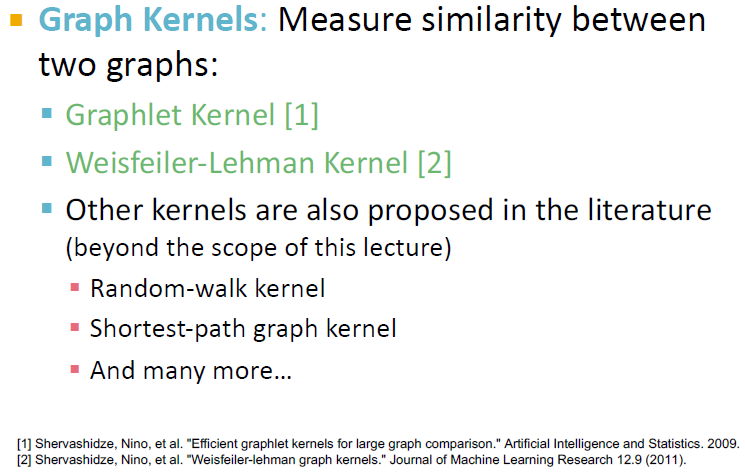 Graph Kernels: Measure similarity between
two graphs:
Graphlet Kernel [1]
Weisfeiler-Lehman Kernel [2]
Other kernels are also proposed in the literature
(beyond the scope of this lecture)
Random-walk kernel
Shortest-path graph kernel
And many more…
[1] Shervashidze, Nino, et al. "Efficient graphlet kernels for large graph comparison." Artificial Intelligence and Statistics. 2009.
[2] Shervashidze, Nino, et al. "Weisfeiler-lehman graph kernels." Journal of Machine Learning Research 12.9 (2011).